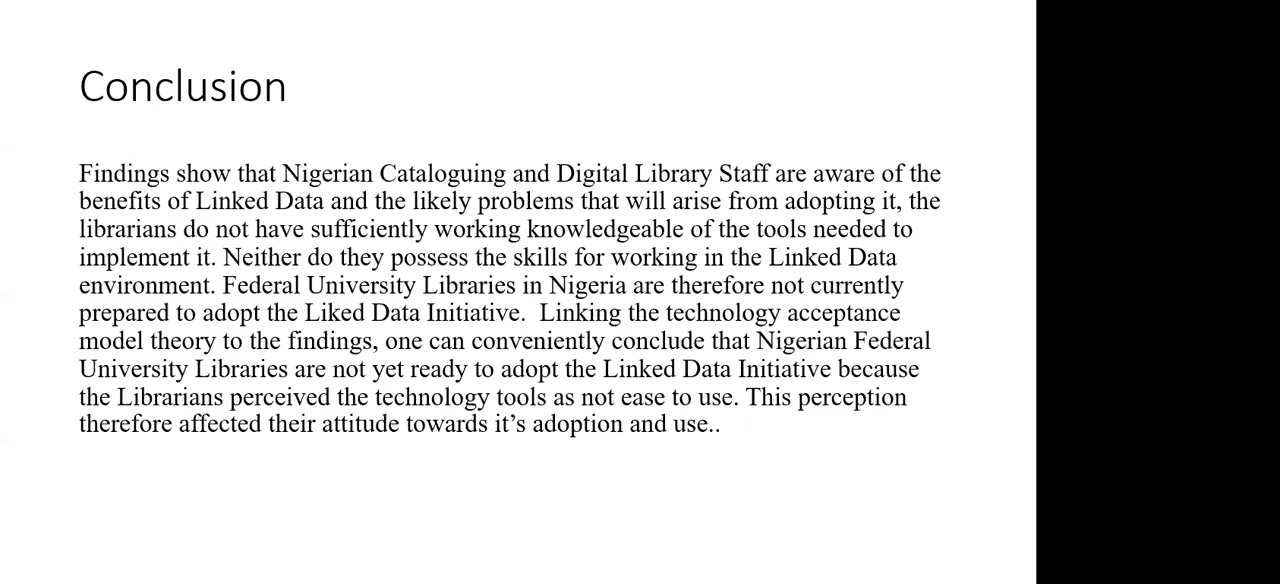 Conclusion
Findings show that Nigerian Cataloguing and Digital Library Staff are aware of the
benefits of Linked Data and the likely problems that will arise from adopting it, the
librarians do not have sufficiently working knowledgeable of the tools needed to
implement it. Neither do they possess the skills for working in the Linked Data
environment. Federal University Libraries in Nigeria are therefore not currently
prepared to adopt the Liked Data Initiative.  Linking the technology acceptance
model theory to the findings, one can conveniently conclude that Nigerian Federal
University Libraries are not yet ready to adopt the Linked Data Initiative because
the Librarians perceived the technology tools as not ease to use. This perception
therefore affected their attitude towards it’s adoption and use..